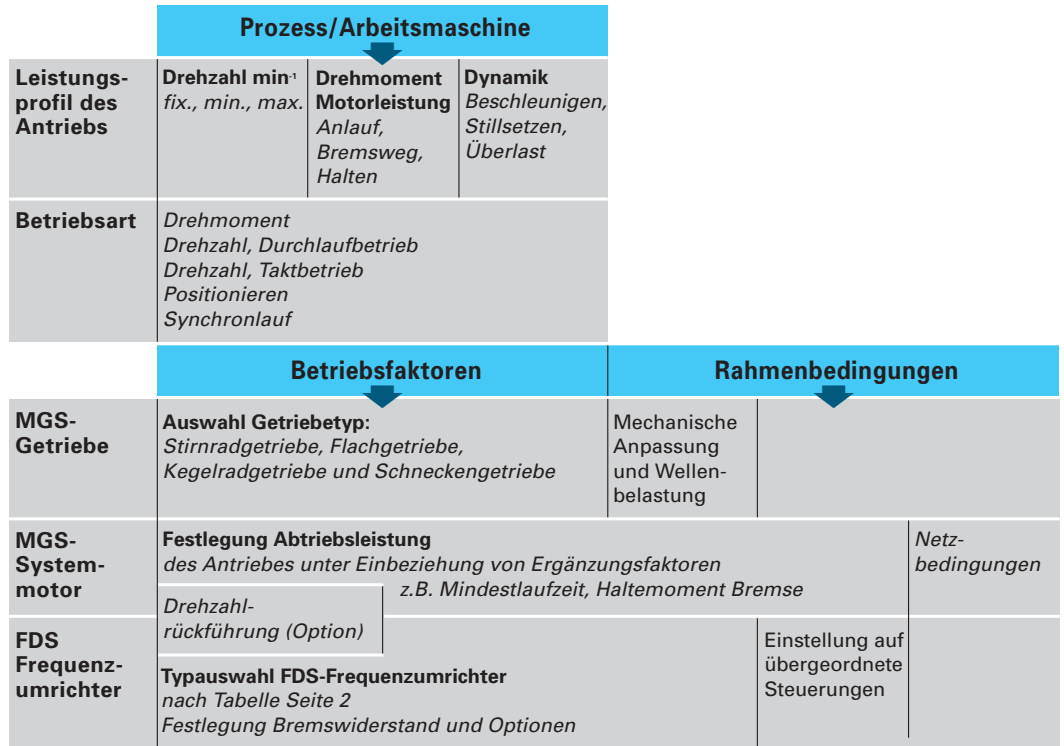 Prozess/Arbeitsmaschine
Leistungs-
profil des
Antriebs
Drehzahl min-1
fix., min., max.
Drehmoment
Motorleistung
Anlauf,
Bremsweg,
Halten
Dynamik
Beschleunigen,
Stillsetzen,
Überlast
Betriebsart
Drehmoment
Drehzahl, Durchlaufbetrieb
Drehzahl, Taktbetrieb
Positionieren
Synchronlauf
Betriebsfaktoren
Rahmenbedingungen
MGS-
Getriebe
Auswahl Getriebetyp:
Stirnradgetriebe, Flachgetriebe,
Kegelradgetriebe und Schneckengetriebe
Mechanische
Anpassung
und Wellen-
belastung
MGS-
System-
motor
Festlegung Abtriebsleistung
des Antriebes unter Einbeziehung von Ergänzungsfaktoren
z.B. Mindestlaufzeit, Haltemoment Bremse
Netz-
bedingungen
Drehzahl-
rückführung (Option)
FDS
Frequenz-
umrichter
Typauswahl FDS-Frequenzumrichter
nach Tabelle Seite 2
Festlegung Bremswiderstand und Optionen
Einstellung auf
übergeordnete
Steuerungen